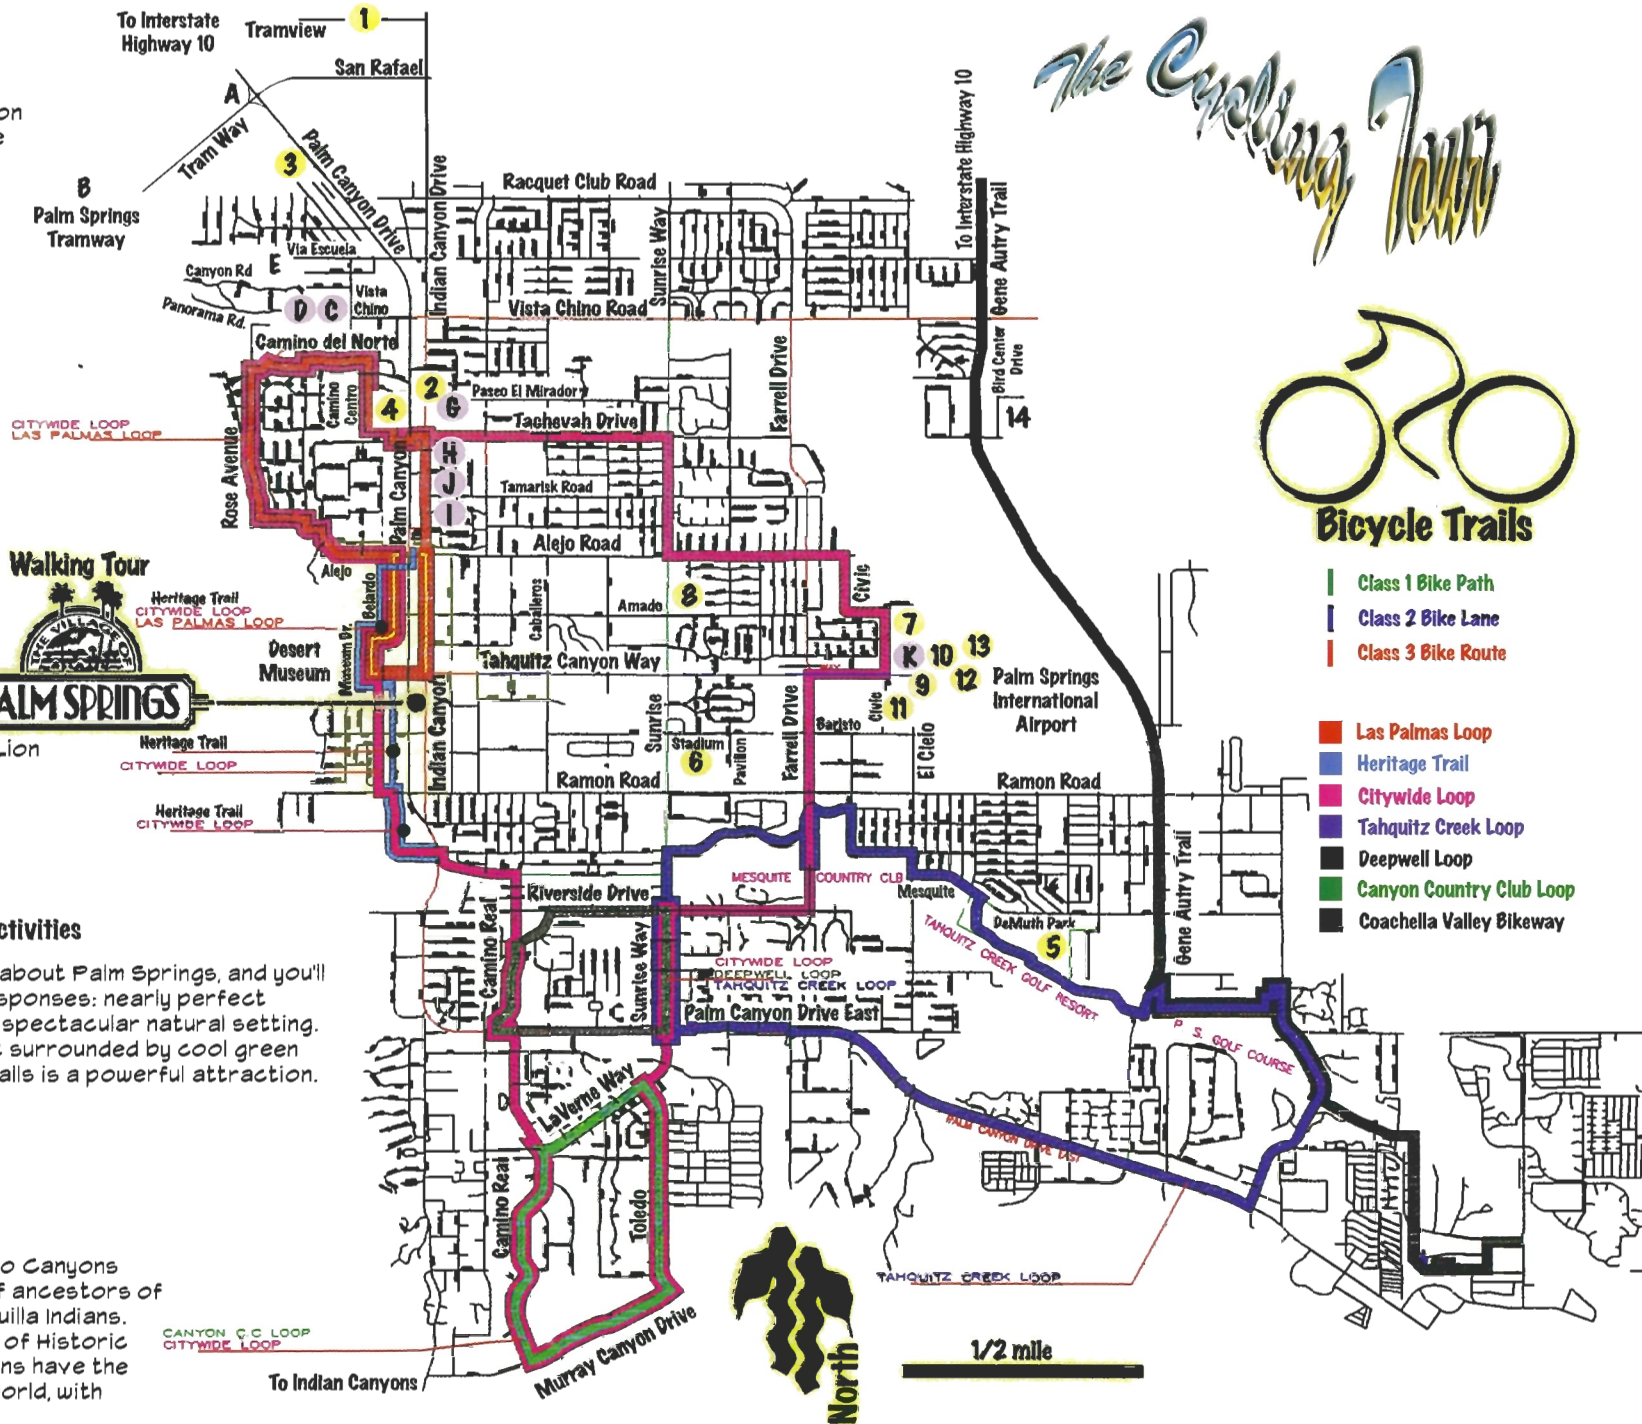 To Interstate
Highway 10
Tramview
1
San Rafael
A
Tram Way
3
Palm Canyon Drive
B
Palm Springs
Tramway
The Cycling Tour
To Interstate Highway 10
Gene Autry Trail
Indian Canyon Drive
Racquet Club Road
Sunrise Way
Via Escuela
E
Canyon Rd
Panorama Rd.
D
C
Vista
Chino
Vista Chino Road
Camino del Norte
Camino
Centro
2
4
G
Paseo El Mirador
Tachevah Drive
Farrell Drive
Bird Center
Drive
14
CITYWIDE LOOP
LAS PALMAS LOOP
Rose Avenue
Palm Canyon
H
J
I
Tamarisk Road
Alejo Road
Alejo
Bicycle Trails
Class 1 Bike Path
Class 2 Bike Lane
Class 3 Bike Route
Las Palmas Loop
Heritage Trail
Citywide Loop
Tahquitz Creek Loop
Deepwell Loop
Canyon Country Club Loop
Coachella Valley Bikeway
Walking Tour
THE VILLAGE OF
ALM SPRINGS
Heritage Trail
CITYWIDE LOOP
LAS PALMAS LOOP
Belardo
Desert
Museum
Museum Dr.
Caballeros
Amado
8
Civic
7
K
10
13
9
12
11
Tahquitz Canyon Way
Palm Springs
International
Airport
Indian Canyon
Sunrise
Stadium
6
Pavilion
Farrell Drive
Baristo
Civic
El Cielo
lion
Heritage Trail
CITYWIDE LOOP
Ramon Road
Ramon Road
Heritage Trail
CITYWIDE LOOP
MESQUITE COUNTRY CLB
Mesquite
Riverside Drive
Gene Autry Trail
DeMuth Park
5
TAHQUITZ CREEK GOLF RESORT
Camino Real
Sunrise Way
CITYWIDE LOOP
DEEPWELL LOOP
TAHQUITZ CREEK LOOP
Palm Canyon Drive East
P. S. GOLF COURSE
ctivities
about Palm Springs, and you'll
sponses: nearly perfect
spectacular natural setting.
surrounded by cool green
alls is a powerful attraction.
LaVerne Way
PALM CANYON DRIVE EAST
Camino Real
Toledo
o Canyons
f ancestors of
uilla Indians.
of Historic
ns have the
orld, with
TAHQUITZ CREEK LOOP
CANYON C.C LOOP
CITYWIDE LOOP
Murray Canyon Drive
To Indian Canyons
North
1/2 mile